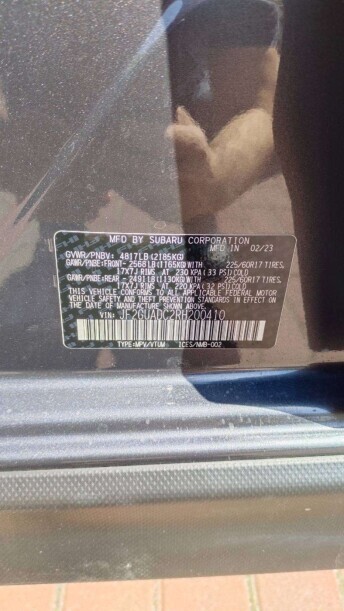 MFD BY SUBARU CORPORATION
MFD IN 02/23
GVWR/PNBV: 4817LB(2185KG)
GAWR/PNBE:FRONT-2568LB(1165KG)WITH 225/60R17 TIRES,
17X7J RIMS AT 230 KPA(33 PSI)COLD
GAWR/PNBE:REAR -2491LB(1130KG)WITH 225/60R17 TIRES,
17X7J RIMS AT 220 KPA(32 PSI)COLD
THIS VEHICLE CONFORMS TO ALL APPLICABLE FEDERAL MOTOR
VEHICLE SAFETY STANDARDS IN EFFECT ON THE DATE
OF MANUFACTURE SHOWN ABOVE.
VIN: JF2GUADC2RH200410
TYPE:MPV/VTUM ICES/NMB-002